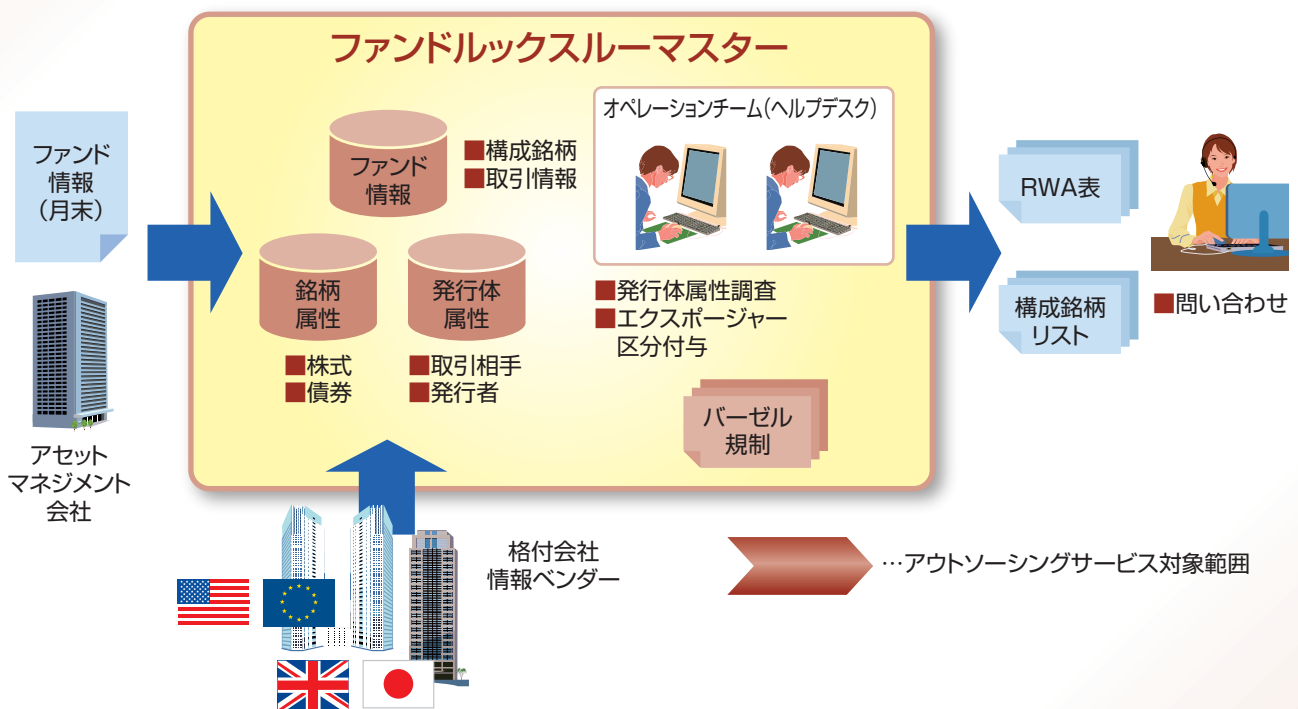 ファンドルックスルーマスター
ファンド
情報
（月末）
アセット
マネジメント
会社
ファンド
情報
■構成銘柄
■取引情報
銘柄
属性
■株式
■債券
発行体
属性
■取引相手
■発行者
オペレーションチーム(ヘルプデスク)
■発行体属性調査
■エクスポージャー
区分付与
バーゼル
規制
RWA表
構成銘柄
リスト
■問い合わせ
格付会社
情報ベンダー
…アウトソーシングサービス対象範囲